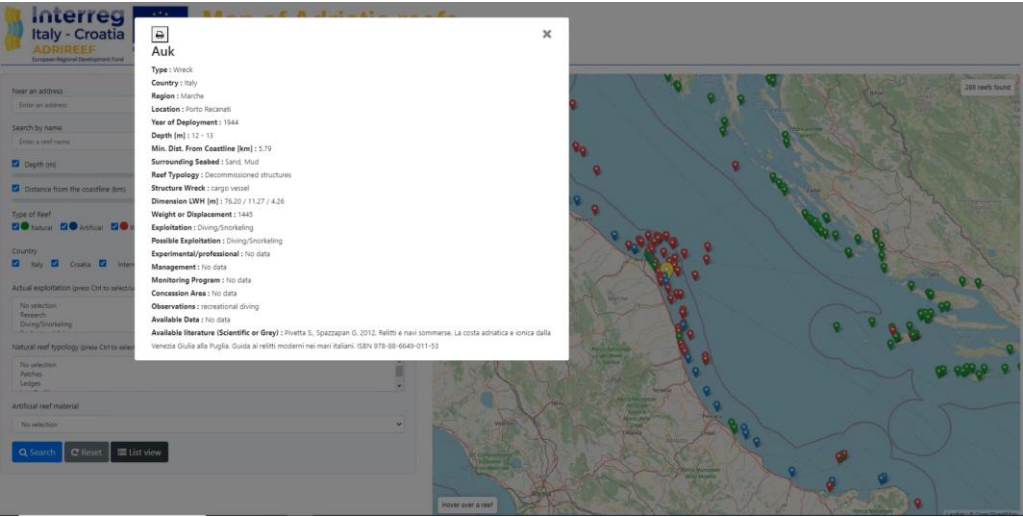 Interreg
Italy - Croatia
ADRIREEF
European Regional Development Fund
Map of Adriatic reefs
Near an address
Enter an address
Search by name
Enter a reef name
Depth (m)
Distance from the coastline (km)
Type of Reef
Natural Artificial
Country
Italy Croatia
Actual exploitation (press Ctrl to
No selection
Research
Diving/Snorkeling
Natural reef typology (press Ctrl to
No selection
Patches
Ledges
Artificial reef material
No selection
Search Reset List view
Auk
Type : Wreck
Country : Italy
Region : Marche
Location : Porto Recanati
Year of Deployment : 1944
Depth [m] : 12 - 13
Min. Dist. From Coastline [km] : 5.79
Surrounding Seabed : Sand, Mud
Reef Typology : Decommissioned structures
Structure Wreck : cargo vessel
Dimension LWH [m] : 76.20 / 11.27 / 4.26
Weight or Displacement : 1445
Exploitation : Diving/Snorkeling
Possible Exploitation : Diving/Snorkeling
Experimental/professional : No data
Management : No data
Monitoring Program : No data
Concession Area : No data
Observations : recreational diving
Available Data : No data
Available literature (Scientific or Grey) : Pivetta S., Spazzapan G. 2012. Relitti e navi sommerse. La costa adriatica e ionica dalla
Venezia Giulia alla Puglia. Guida ai relitti moderni nei mari italiani. ISBN 978-88-6649-011-53
285 reefs found
Hover over a reef